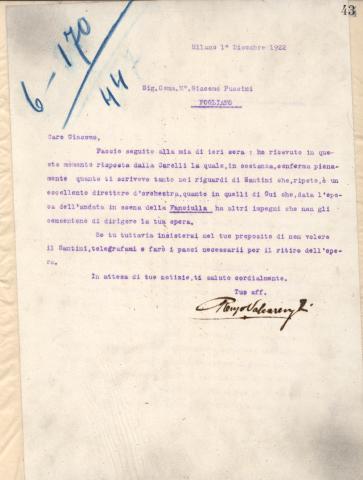 43
6-170
44
Milano 1° Dicembre 1922
Sig.Comm.M°.Giacomo Puccini
FOGLIANO
Caro Giacomo,
Faccio seguito alla mia di ieri sera : ho ricevuto in que
sto momento risposta dalla Carelli la quale,in sostanza,conferma piena-
mente quanto ti scrivevo tanto nei riguardi di Santini che,ripeto,è un
eccellente direttore d'orchestra,quanto in quelli di Gui che,data l'epo
ca dell'andata in scena della Fanciulla ha altri impegni che non gli
consentono di dirigere la tua opera.
Se tu tuttavia insistersi nel tuo proposito di non volere
il Santini,telegrafami e farò i passi necessarii per il ritiro dell'ope
ra.
In attesa di tue notizie,ti saluto cordialmente.
Tuo aff.
Renzo Valcarenghi